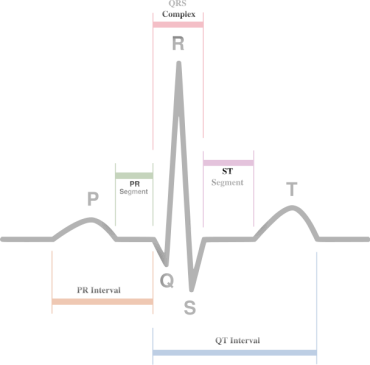 QRS
Complex
R
PR
Segment
ST
Segment
P
T
Q
PR Interval
S
QT Interval